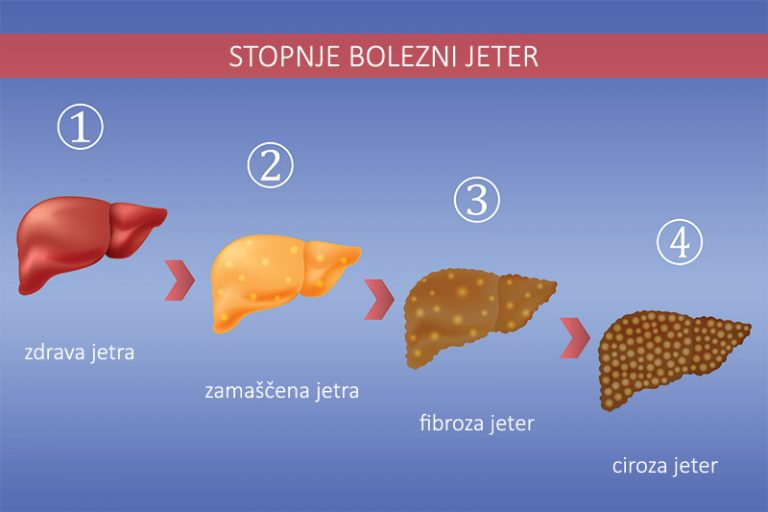 STOPNJE BOLEZNI JETER
①
zdrava jetra
②
zamaščena jetra
③
fibroza jeter
④
ciroza jeter